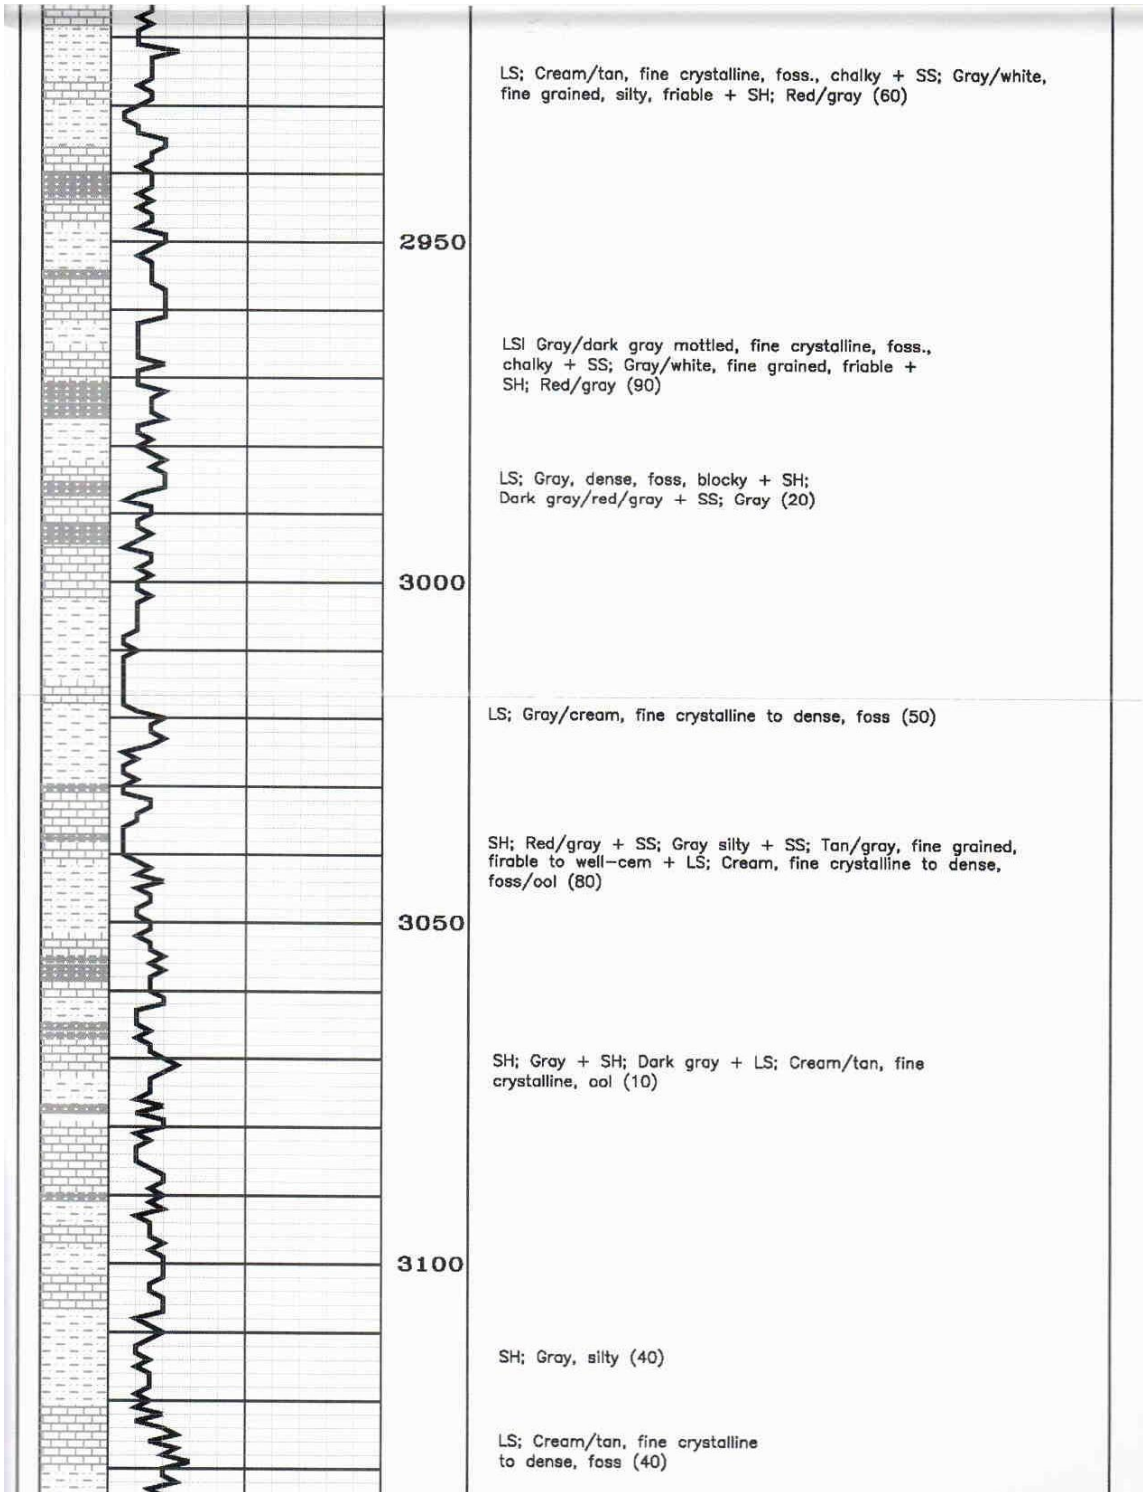 LS; Cream/tan, fine crystalline, foss., chalky + SS; Gray/white,
fine grained, silty, friable + SH; Red/gray (60)
2950
LSI Gray/dark gray mottled, fine crystalline, foss.,
chalky + SS; Gray/white, fine grained, friable +
SH; Red/gray (90)
LS; Gray, dense, foss, blocky + SH;
Dark gray/red/gray + SS; Gray (20)
3000
LS; Gray/cream, fine crystalline to dense, foss (50)
SH; Red/gray + SS; Gray silty + SS; Tan/gray, fine grained,
firable to well-cem + LS; Cream, fine crystalline to dense,
foss/ool (80)
3050
SH; Gray + SH; Dark gray + LS; Cream/tan, fine
crystalline, ool (10)
3100
SH; Gray, silty (40)
LS; Cream/tan, fine crystalline
to dense, foss (40)